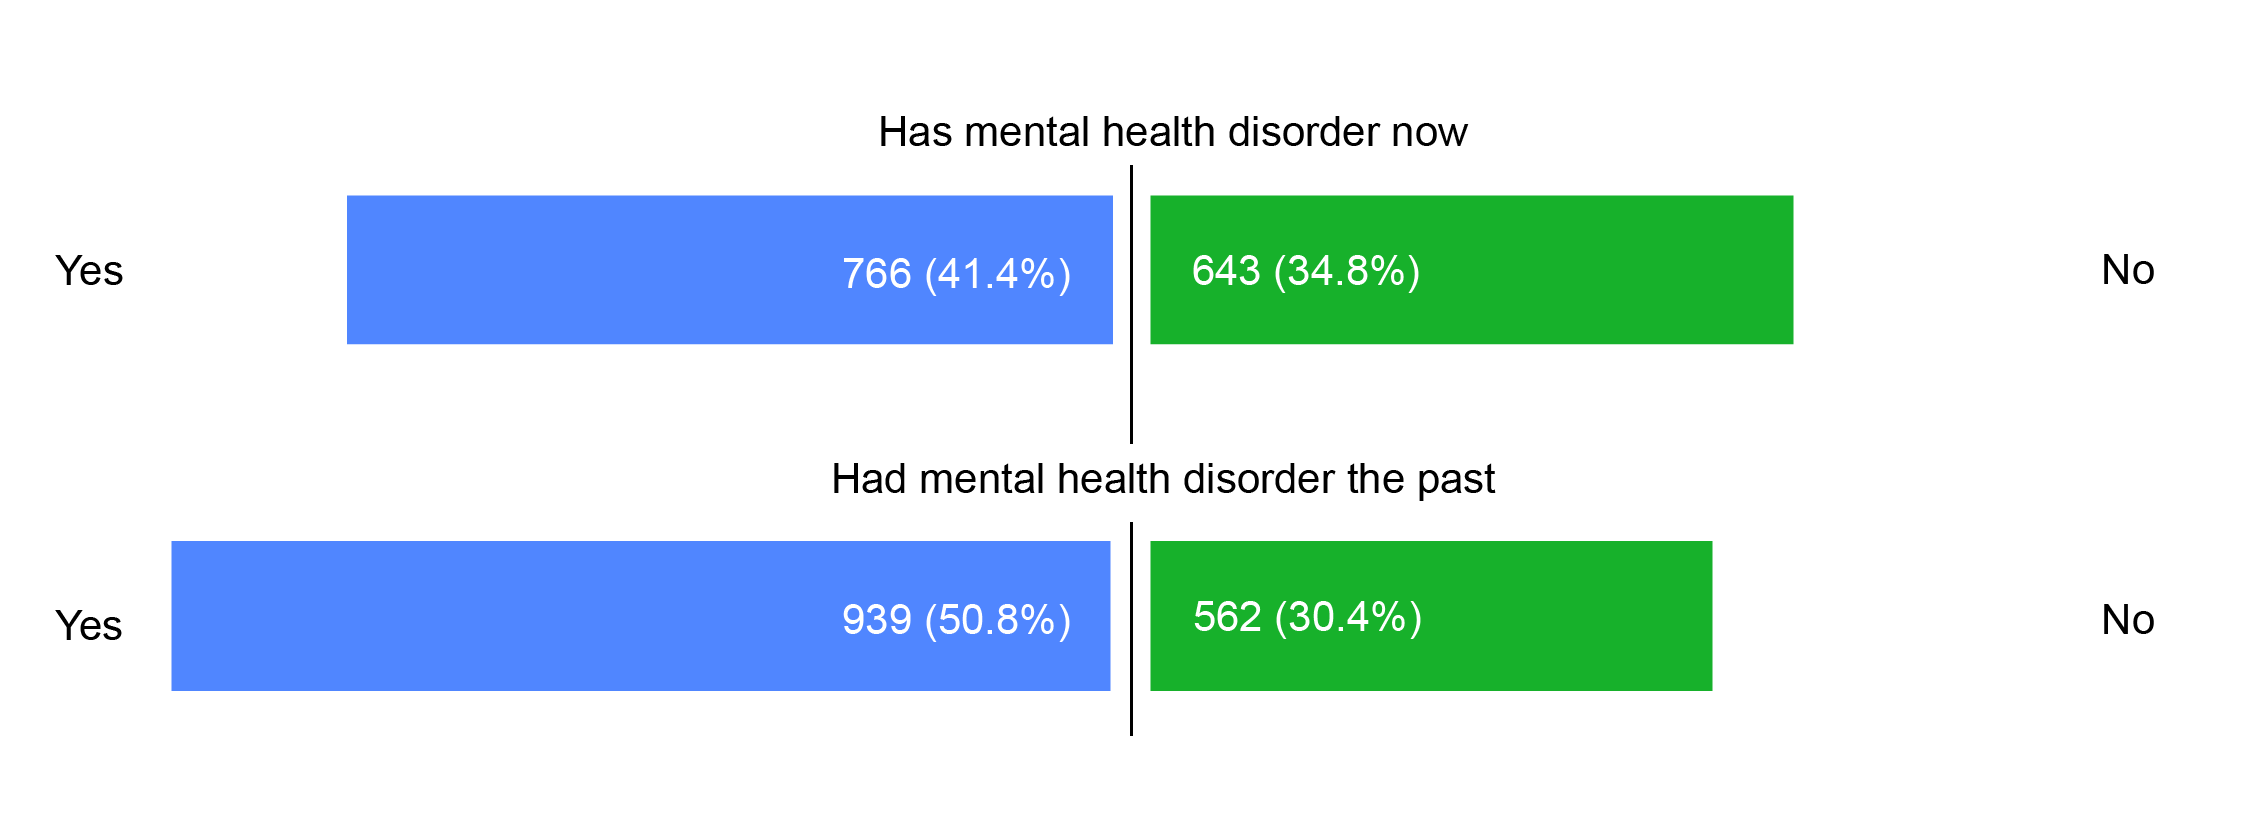 Has mental health disorder now
Yes
766 (41.4%)
643 (34.8%)
No
Had mental health disorder the past
Yes
939 (50.8%)
562 (30.4%)
No